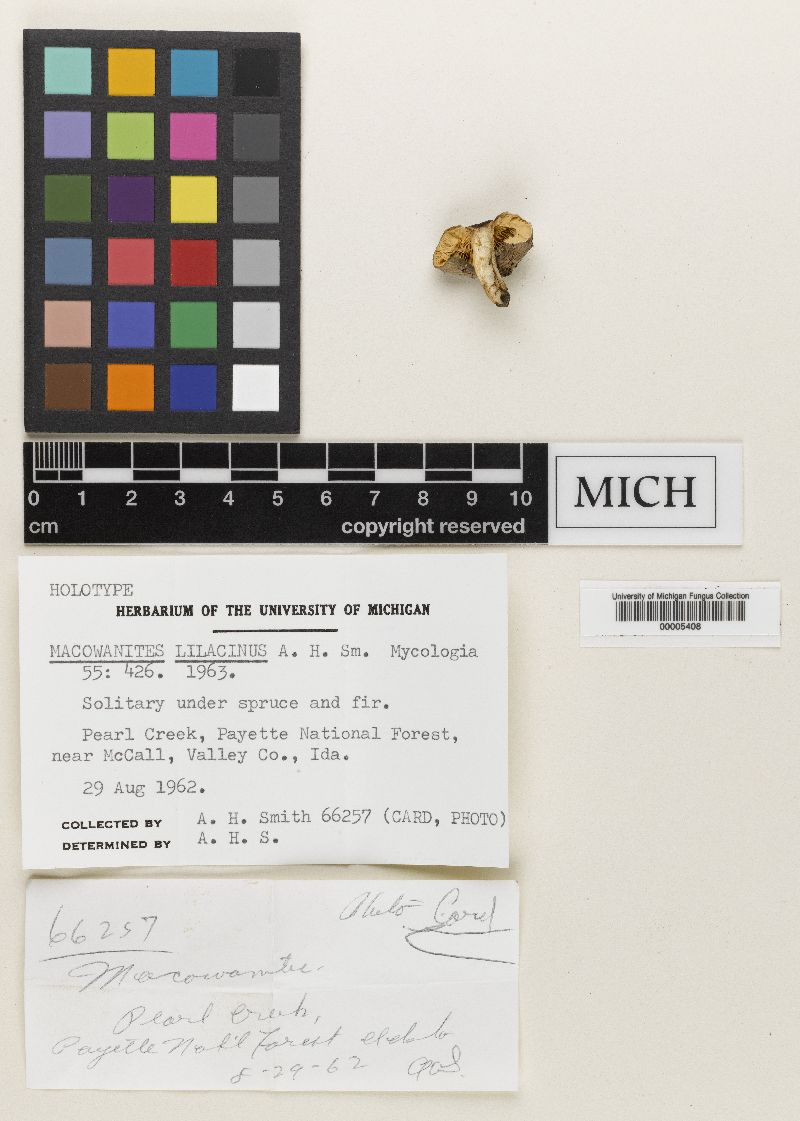 0 1 2 3 4 5 6 7 8 9 10
cm copyright reserved
MICH
University of Michigan Fungus Collection
00005408
HOLOTYPE
HERBARIUM OF THE UNIVERSITY OF MICHIGAN
MACOWANITES LILACINUS A. H. Sm. Mycologia
55: 426. 1963.
Solitary under spruce and fir.
Pearl Creek, Payette National Forest,
near McCall, Valley Co., Ida.
29 Aug 1962.
COLLECTED BY A. H. Smith 66257 (CARD, PHOTO)
DETERMINED BY A. H. S.
Photo Card
66257
Macowanites
Pearl Creek,
Payette Nat'l Forest Idaho
8-29-62 AHS.